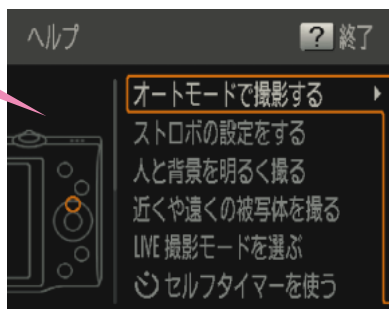 ヘルプ
? 終了
オートモードで撮影する
ストロボの設定をする
人と背景を明るく撮る
近くや遠くの被写体を撮る
LIVE 撮影モードを選ぶ
セルフタイマーを使う